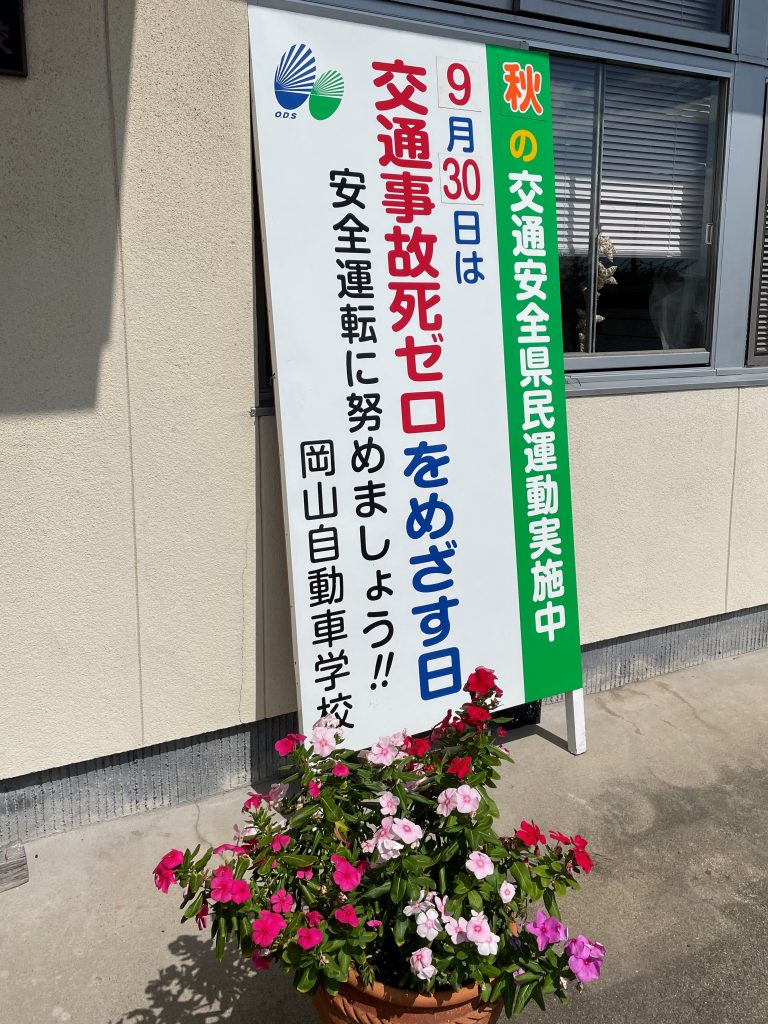 秋の交通安全県民運動実施中
9月30日は
交通事故死ゼロをめざす日
安全運転に努めましょう!!
岡山自動車学校
O.D.S
校